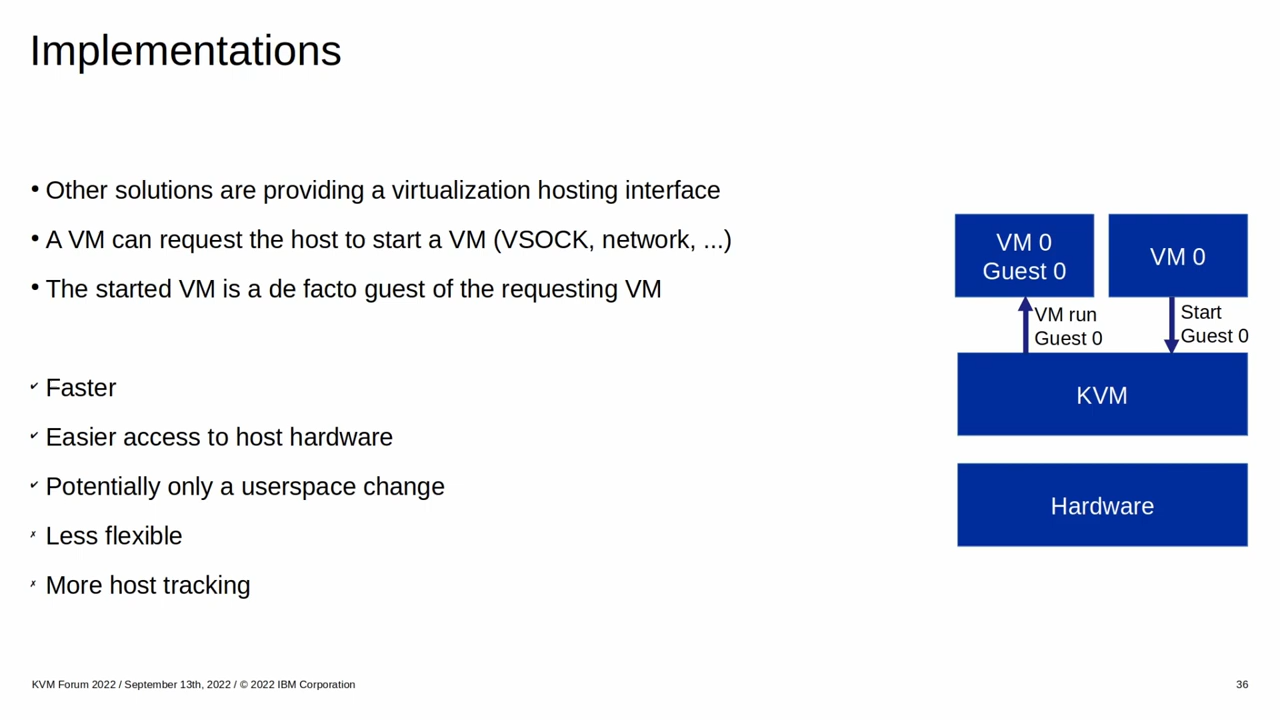 Implementations
• Other solutions are providing a virtualization hosting interface
• A VM can request the host to start a VM (VSOCK, network, ...)
• The started VM is a de facto guest of the requesting VM
✔ Faster
✔ Easier access to host hardware
✔ Potentially only a userspace change
✗ Less flexible
✗ More host tracking
VM 0
Guest 0
VM 0
VM run
Guest 0
Start
Guest 0
KVM
Hardware
KVM Forum 2022 / September 13th, 2022 / © 2022 IBM Corporation
36